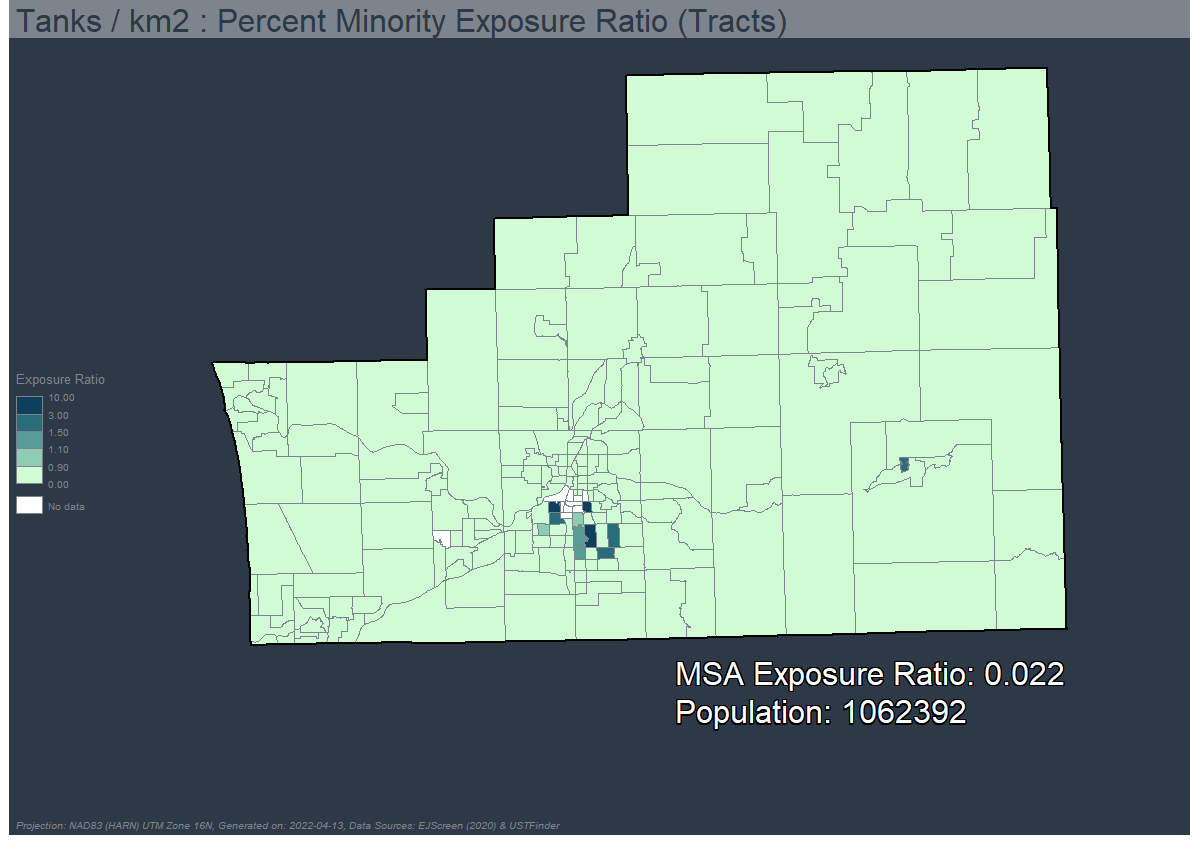 Tanks / km2 : Percent Minority Exposure Ratio (Tracts)
Exposure Ratio
10.00
3.00
1.50
1.10
0.90
0.00
No data
MSA Exposure Ratio: 0.022
Population: 1062392
Projection: NAD83 (HARN) UTM Zone 16N, Generated on: 2022-04-13, Data Sources: EJScreen (2020) & USTFinder